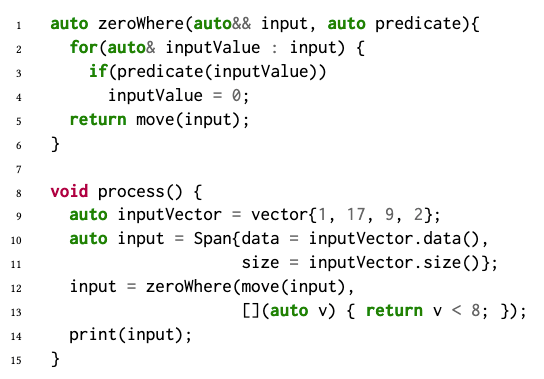 1 auto zeroWhere(auto&& input, auto predicate){
2   for(auto& inputValue : input) {
3     if(predicate(inputValue))
4       inputValue = 0;
5   return move(input);
6 }
7
8 void process() {
9   auto inputVector = vector{1, 17, 9, 2};
10   auto input = Span{data = inputVector.data(),
11                     size = inputVector.size()};
12   input = zeroWhere(move(input),
13                     [](auto v) { return v < 8; });
14   print(input);
15 }